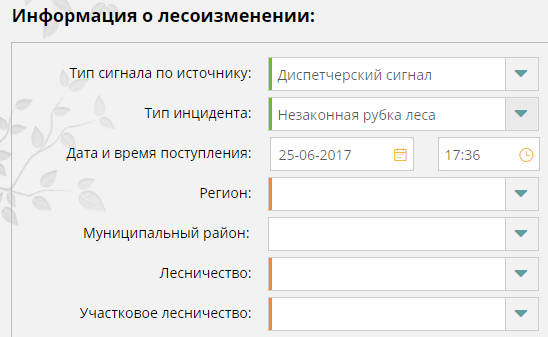 Информация о лесоизменении:
Тип сигнала по источнику: Диспетчерский сигнал
Тип инцидента: Незаконная рубка леса
Дата и время поступления: 25-06-2017 17:36
Регион:
Муниципальный район:
Лесничество:
Участковое лесничество: